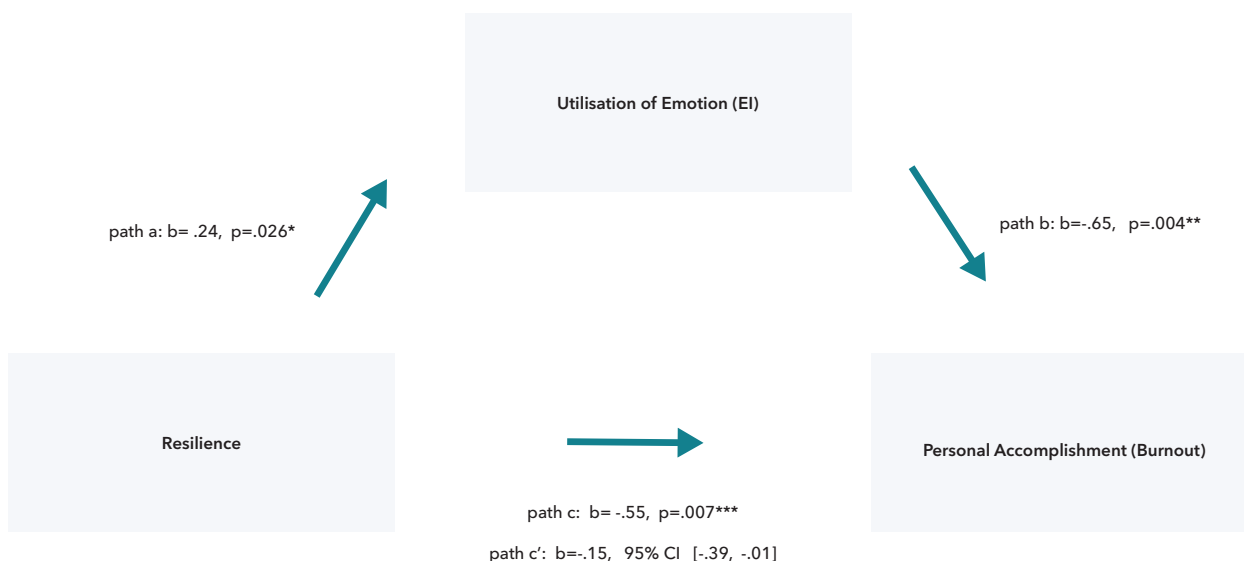 Utilisation of Emotion (EI)
path a: b= .24, p=.026*
path b: b=-.65, p=.004**
Resilience
Personal Accomplishment (Burnout)
path c: b= -.55, p=.007***
path c’: b=-.15, 95% CI [-.39, -.01]